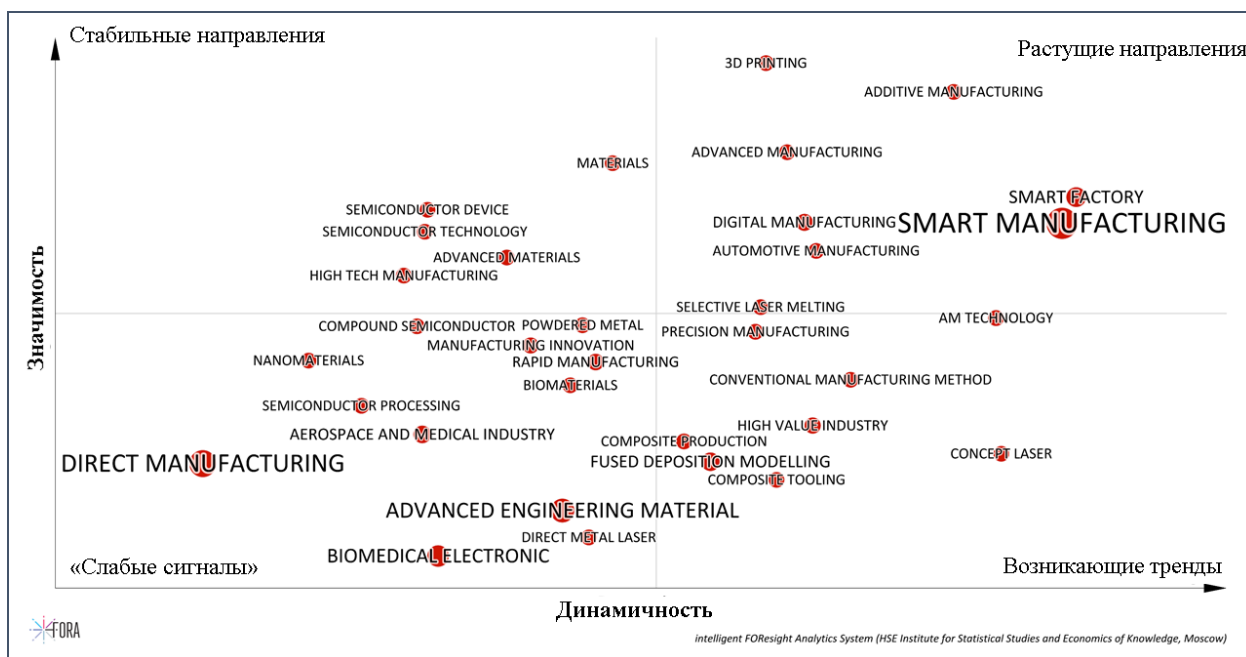 Стабильные направления
Растущие направления
3D PRINTING
ADDITIVE MANUFACTURING
ADVANCED MANUFACTURING
MATERIALS
SMART FACTORY
SEMICONDUCTOR DEVICE
DIGITAL MANUFACTURING
SMART MANUFACTURING
SEMICONDUCTOR TECHNOLOGY
AUTOMOTIVE MANUFACTURING
ADVANCED MATERIALS
HIGH TECH MANUFACTURING
SELECTIVE LASER MELTING
AM TECHNOLOGY
COMPOUND SEMICONDUCTOR
POWDERED METAL
PRECISION MANUFACTURING
MANUFACTURING INNOVATION
NANOMATERIALS
RAPID MANUFACTURING
CONVENTIONAL MANUFACTURING METHOD
BIOMATERIALS
SEMICONDUCTOR PROCESSING
HIGH VALUE INDUSTRY
AEROSPACE AND MEDICAL INDUSTRY
COMPOSITE PRODUCTION
CONCEPT LASER
DIRECT MANUFACTURING
FUSED DEPOSITION MODELLING
COMPOSITE TOOLING
ADVANCED ENGINEERING MATERIAL
DIRECT METAL LASER
BIOMEDICAL ELECTRONIC
«Слабые сигналы»
Возникающие тренды
Значимость
Динамичность
FORA
intelligent FOResight Analytics System (HSE Institute for Statistical Studies and Economics of Knowledge, Moscow)